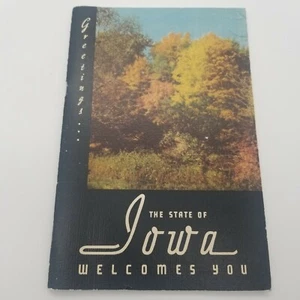 Greetings...
THE STATE OF
Iowa
WELCOMES YOU